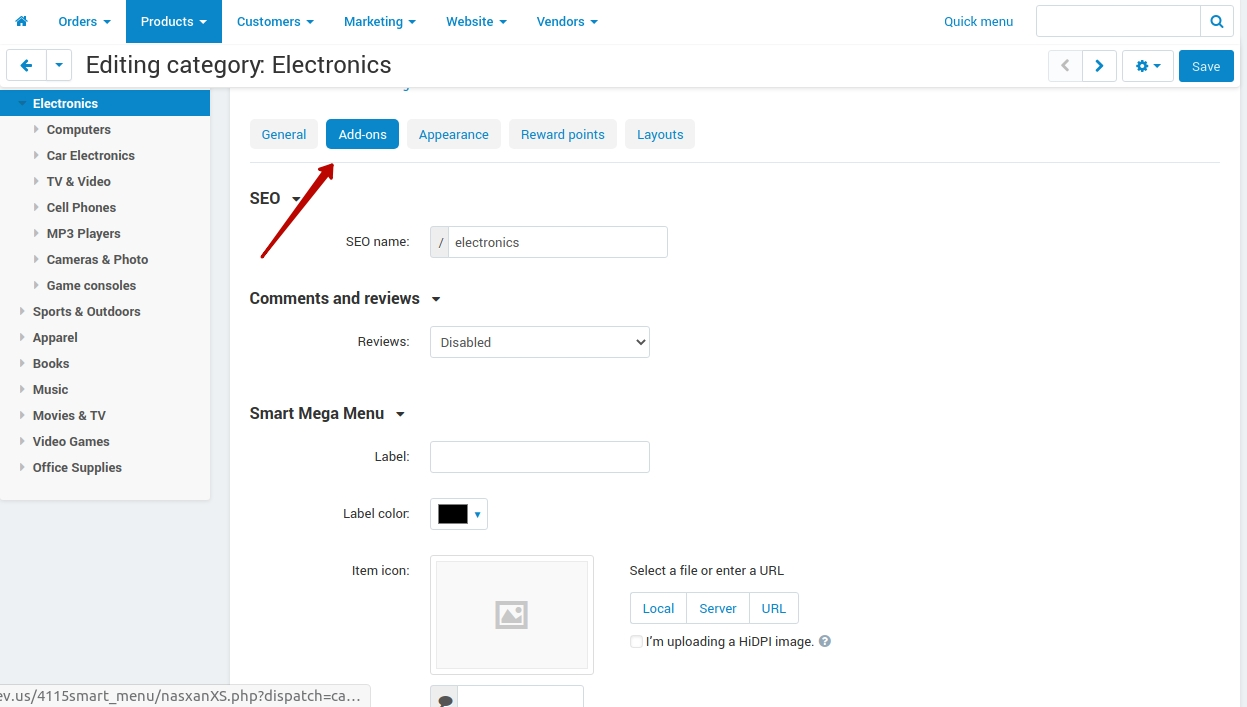 Orders Products Customers Marketing Website Vendors Quick menu
Editing category: Electronics Save
Electronics
Computers
Car Electronics
TV & Video
Cell Phones
MP3 Players
Cameras & Photo
Game consoles
Sports & Outdoors
Apparel
Books
Music
Movies & TV
Video Games
Office Supplies
General Add-ons Appearance Reward points Layouts
SEO
SEO name: / electronics
Comments and reviews
Reviews: Disabled
Smart Mega Menu
Label:
Label color:
Item icon: Select a file or enter a URL
Local Server URL
I'm uploading a HiDPI image. ?
ev.us/4115smart_menu/nasxanXS.php?dispatch=ca...